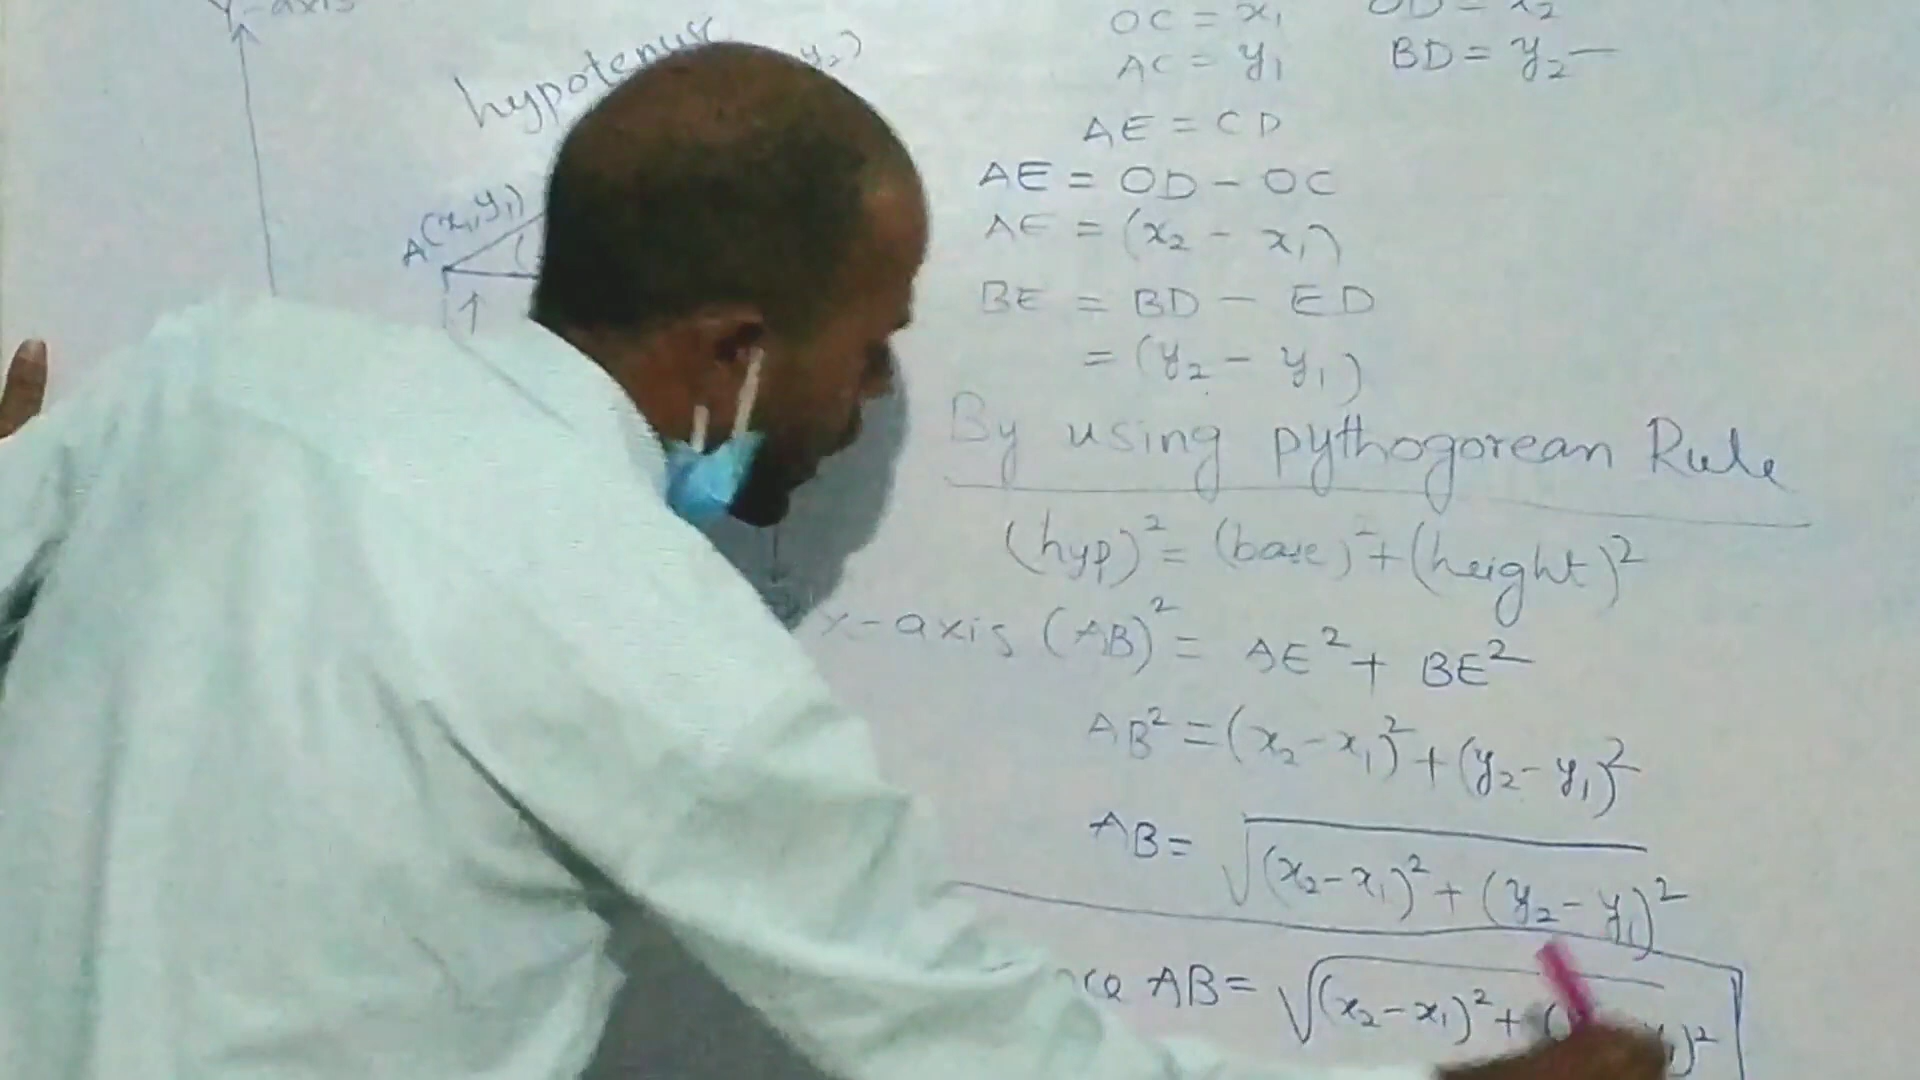 Y-axis
hypotenuse
y₂)
A(x₁,y₁)
OC = x₁ OD = x₂
AC = y₁ BD = y₂
AE = CD
AE = OD - OC
AE = (x₂ - x₁)
BE = BD - ED
= (y₂ - y₁)
By using pythogorean Rule
(hyp)² = (base)² + (height)²
x-axis (AB)² = AE² + BE²
AB² = (x₂-x₁)² + (y₂-y₁)²
AB = √(x₂-x₁)² + (y₂-y₁)²
AB = √(x₂-x₁)² + ( ₁)²